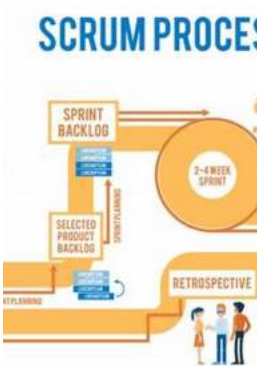 SCRUM PROCES
SPRINT
BACKLOG
2-4 WEEK
SPRINT
SPRINT PLANNING
SELECTED
PRODUCT
BACKLOG
RETROSPECTIVE
NT PLANNING